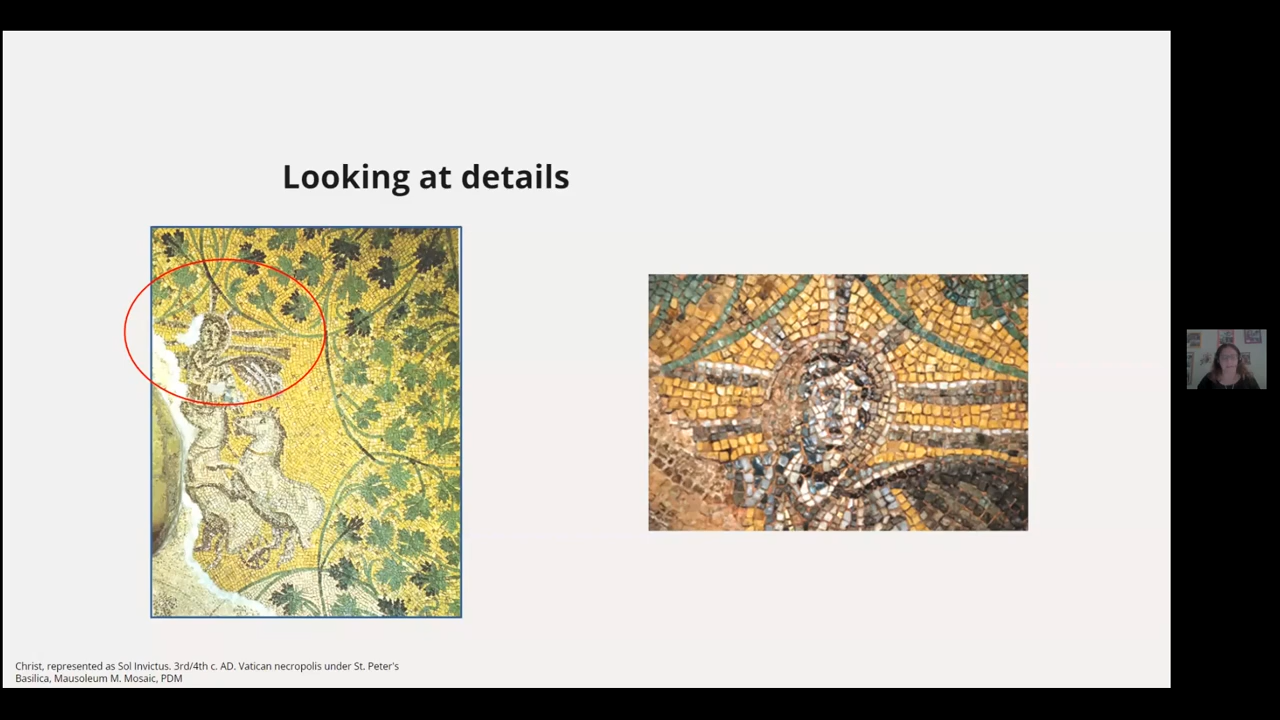 Looking at details
Christ, represented as Sol Invictus. 3rd/4th c. AD. Vatican necropolis under St. Peter's
Basilica, Mausoleum M. Mosaic, PDM